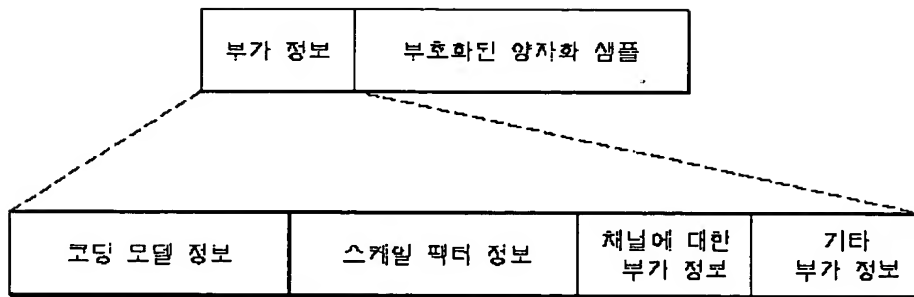 부가 정보
부호화된 양자화 샘플
코딩 모델 정보
스케일 팩터 정보
채널에 대한
부가 정보
기타
부가 정보